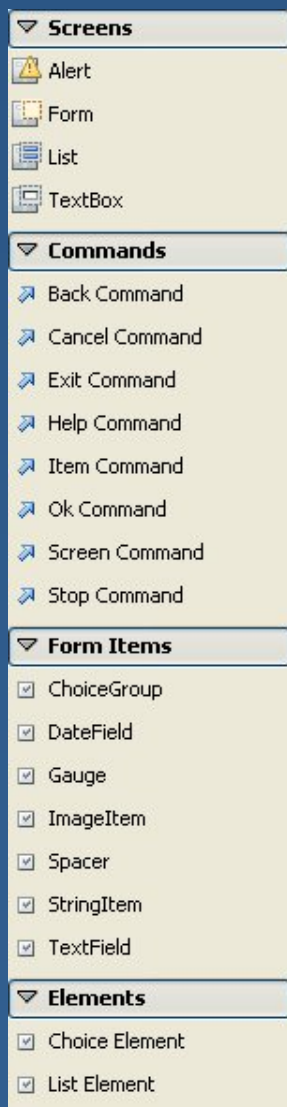 Screens
Alert
Form
List
TextBox
Commands
Back Command
Cancel Command
Exit Command
Help Command
Item Command
Ok Command
Screen Command
Stop Command
Form Items
ChoiceGroup
DateField
Gauge
ImageItem
Spacer
StringItem
TextField
Elements
Choice Element
List Element